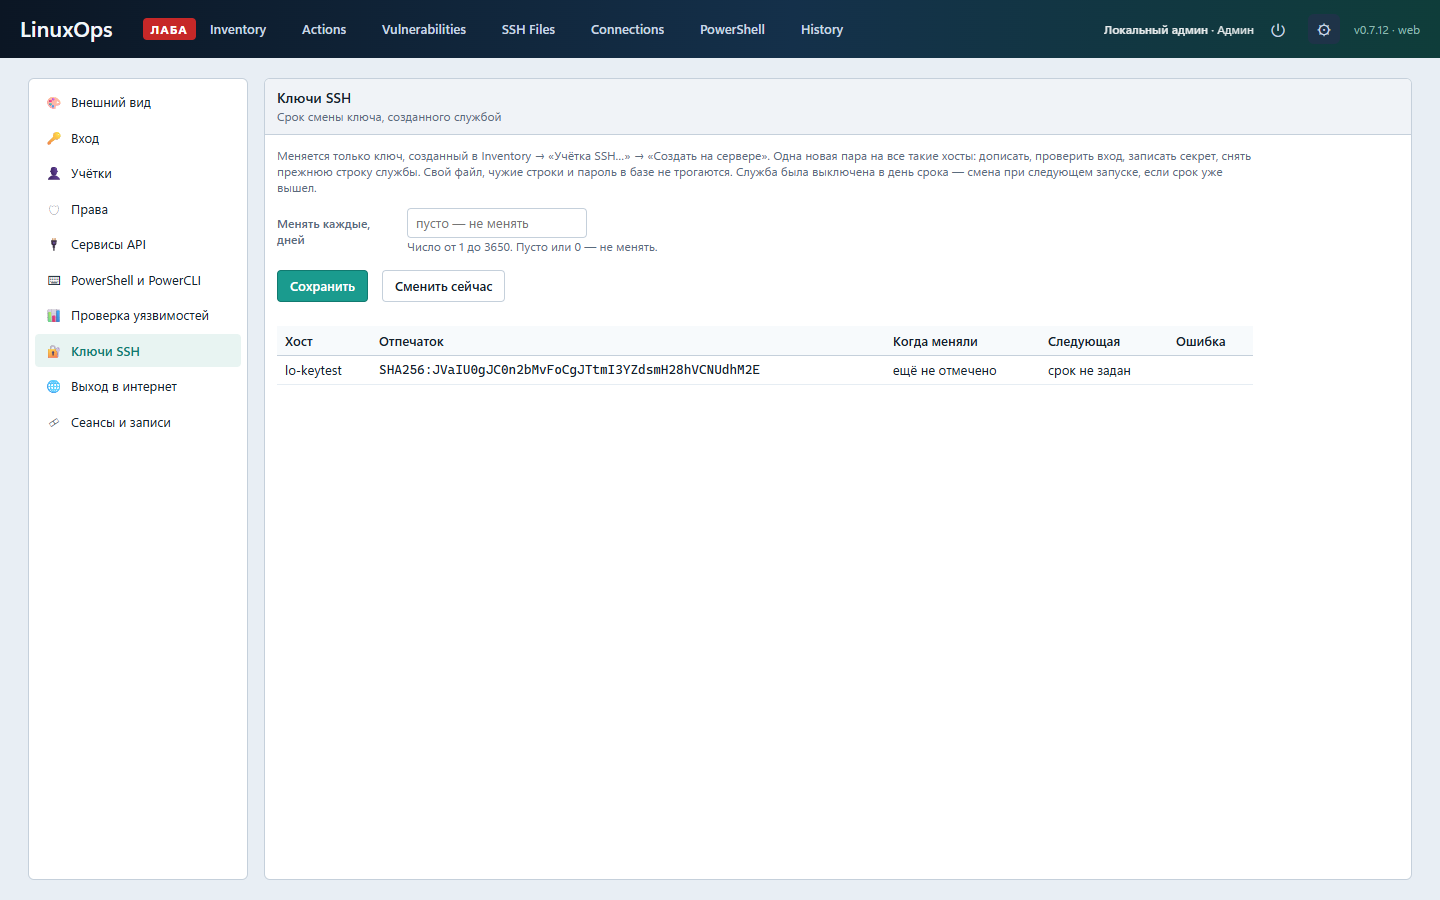 LinuxOps ЛАБА Inventory Actions Vulnerabilities SSH Files Connections PowerShell History Локальный админ · Админ v0.7.12 · web
Внешний вид
Вход
Учётки
Права
Сервисы API
PowerShell и PowerCLI
Проверка уязвимостей
Ключи SSH
Выход в интернет
Сеансы и записи
Ключи SSH
Срок смены ключа, созданного службой
Меняется только ключ, созданный в Inventory → «Учётка SSH…» → «Создать на сервере». Одна новая пара на все такие хосты: дописать, проверить вход, записать секрет, снять
прежнюю строку службы. Свой файл, чужие строки и пароль в базе не трогаются. Служба была выключена в день срока — смена при следующем запуске, если срок уже
вышел.
Менять каждые,
дней
пусто — не менять
Число от 1 до 3650. Пусто или 0 — не менять.
Сохранить Сменить сейчас
Хост Отпечаток Когда меняли Следующая Ошибка
lo-keytest SHA256:JVaIU0gJC0n2bMvFoCgJTtmI3YZdsmH28hVCNUdhM2E ещё не отмечено срок не задан